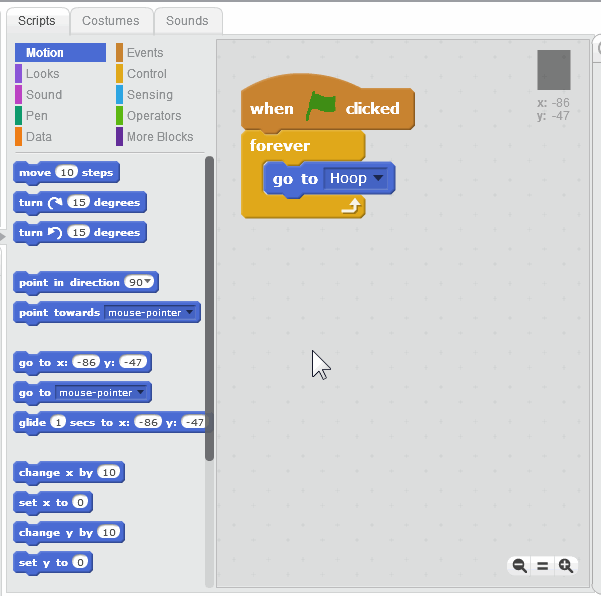 Scripts Costumes Sounds
Motion Events
Looks Control
Sound Sensing
Pen Operators
Data More Blocks
move 10 steps
turn 15 degrees
turn 15 degrees
point in direction 90
point towards mouse-pointer
go to x: -86 y: -47
go to mouse-pointer
glide 1 secs to x: -86 y: -47
change x by 10
set x to 0
change y by 10
set y to 0
when clicked
forever
go to Hoop
x: -86
y: -47